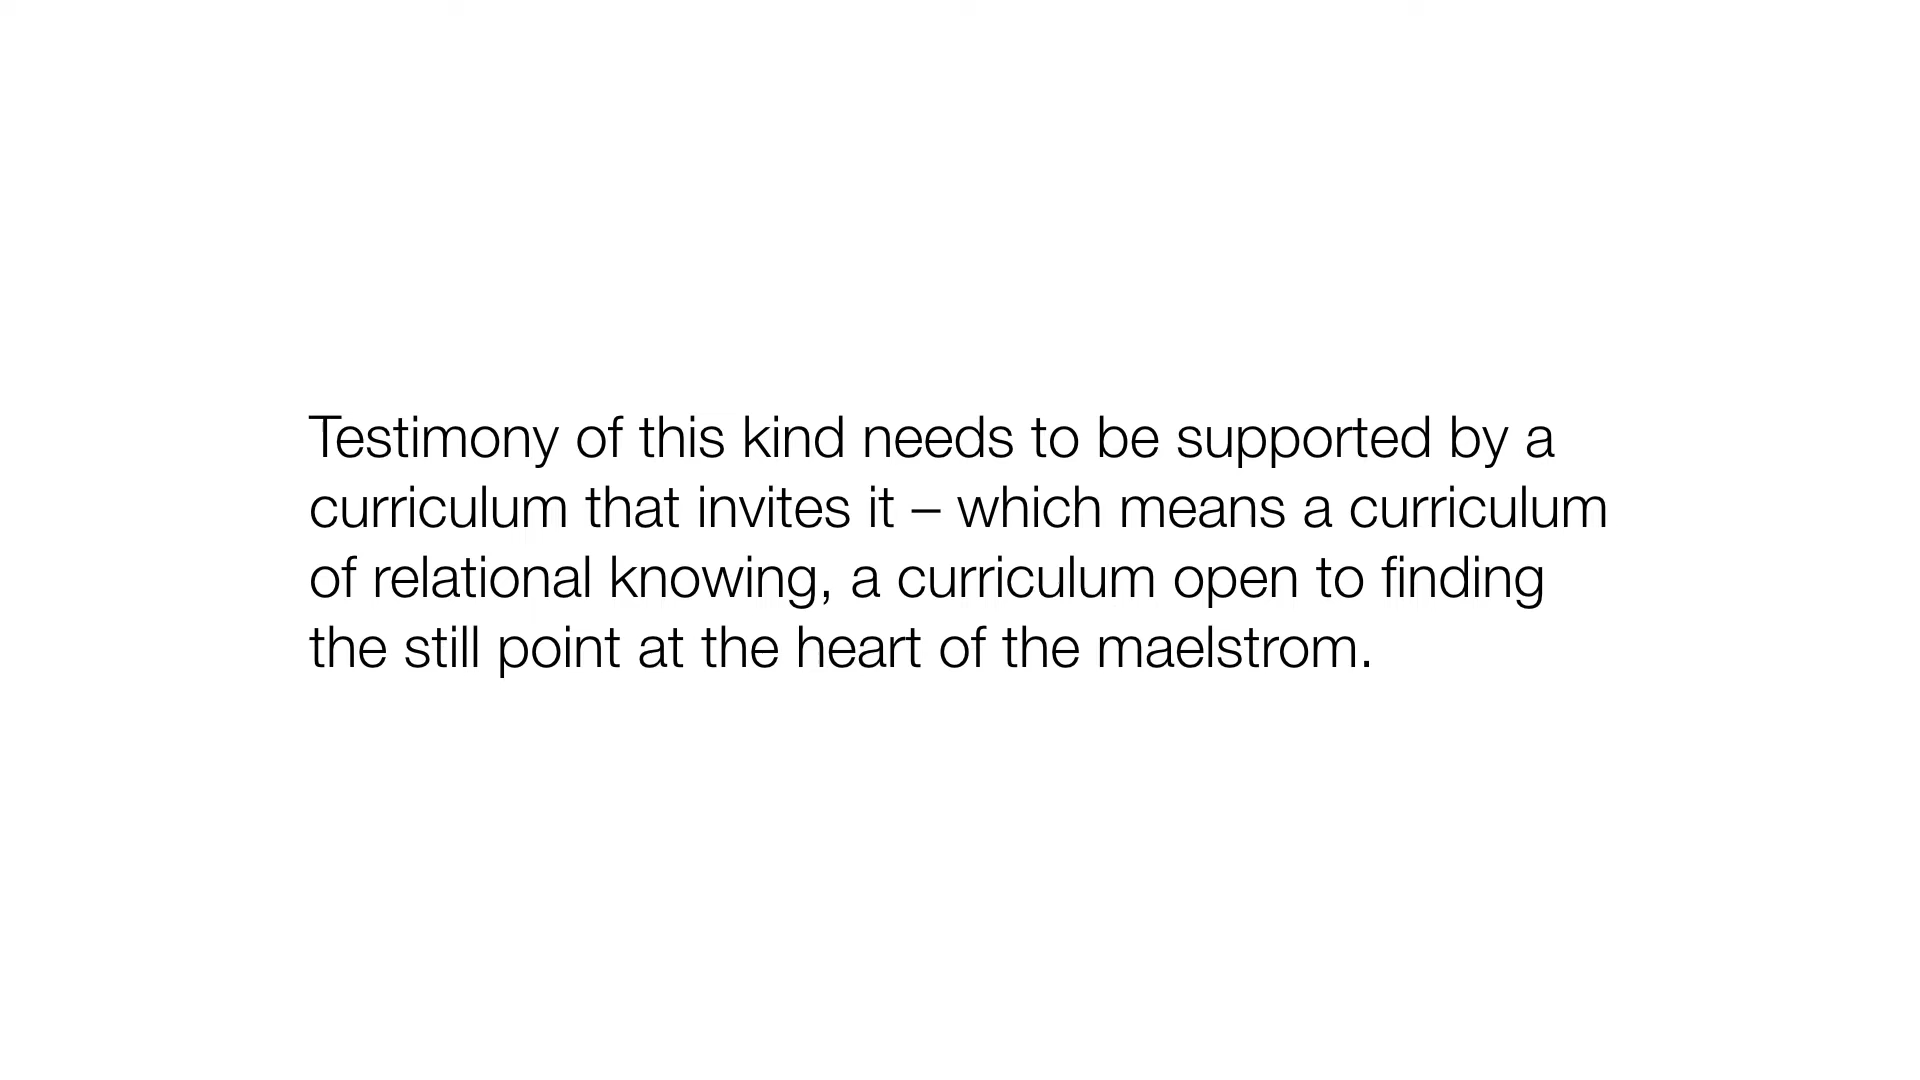 Testimony of this kind needs to be supported by a
curriculum that invites it – which means a curriculum
of relational knowing, a curriculum open to finding
the still point at the heart of the maelstrom.